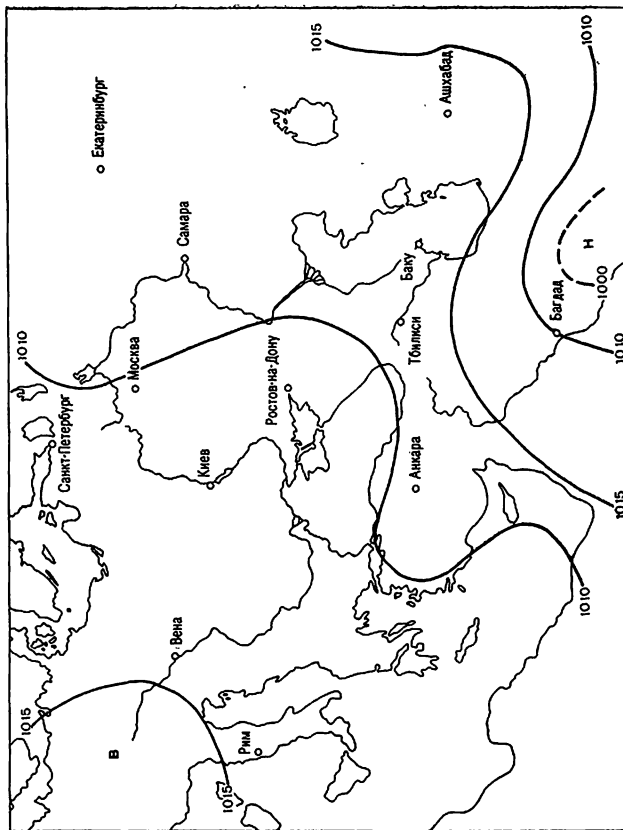 1015
1010
Санкт-Петербург
Екатеринбург
В
Москва
Вена
Самара
Киев
1015
Рим
Ростов-на-Дону
1015
Баку
Тбилиси
Анкара
Ашхабад
Багдад
1010
1010
Н
1000
1015
1010